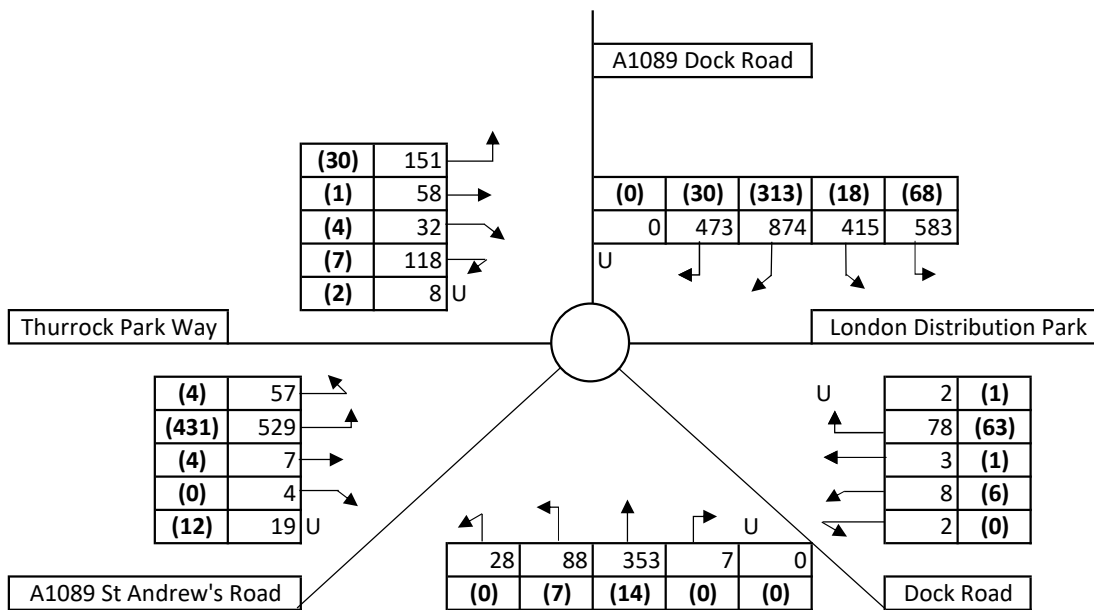 A1089 Dock Road
(30) 151
(1) 58
(4) 32
(7) 118
(2) 8 U
(0) (30) (313) (18) (68)
0 473 874 415 583
U
Thurrock Park Way
London Distribution Park
(4) 57
(431) 529
(4) 7
(0) 4
(12) 19 U
U 2 (1)
78 (63)
3 (1)
8 (6)
2 (0)
U
28 88 353 7 0
(0) (7) (14) (0) (0)
A1089 St Andrew's Road
Dock Road